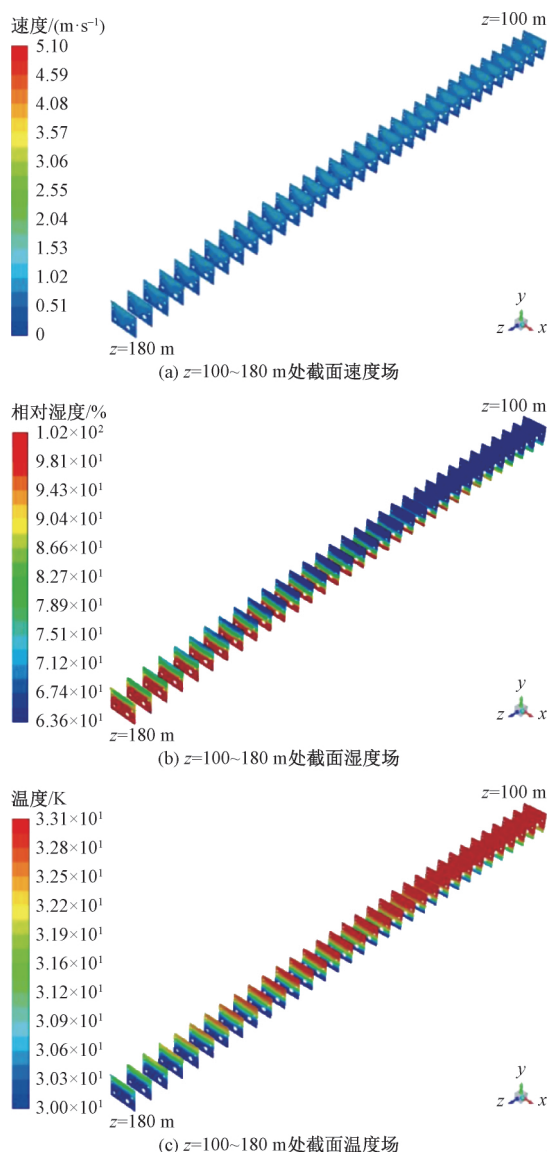 速度/(m·s⁻¹)
z=100 m
5.10
4.59
4.08
3.57
3.06
2.55
2.04
1.53
1.02
0.51
0
y
z x
z=180 m
(a) z=100~180 m处截面速度场
相对湿度/%
z=100 m
1.02×10²
9.81×10¹
9.43×10¹
9.04×10¹
8.66×10¹
8.27×10¹
7.89×10¹
7.51×10¹
7.12×10¹
6.74×10¹
6.36×10¹
y
z x
z=180 m
(b) z=100~180 m处截面湿度场
温度/K
z=100 m
3.31×10¹
3.28×10¹
3.25×10¹
3.22×10¹
3.19×10¹
3.16×10¹
3.12×10¹
3.09×10¹
3.06×10¹
3.03×10¹
3.00×10¹
y
z x
z=180 m
(c) z=100~180 m处截面温度场